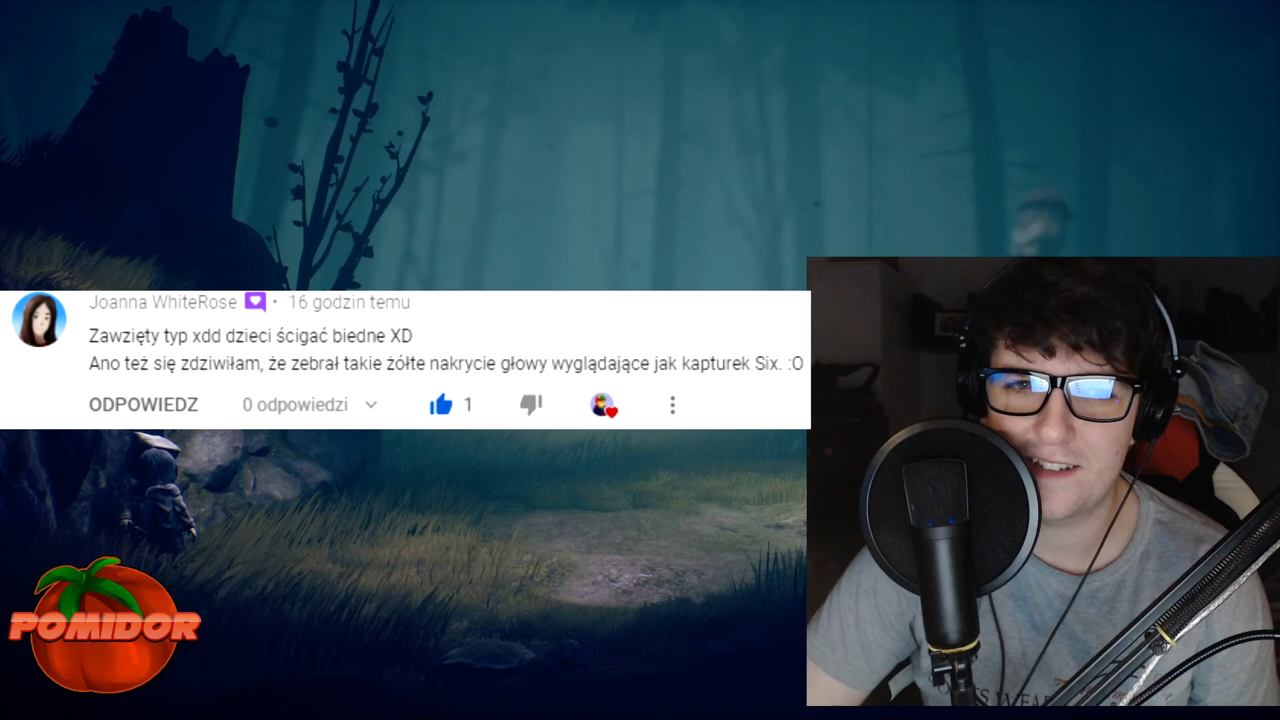 Joanna WhiteRose • 16 godzin temu
Zawzięty typ xdd dzieci ścigać biedne XD
Ano też się zdziwiłam, że zebrał takie żółte nakrycie głowy wyglądające jak kapturek Six. :O
ODPOWIEDZ 0 odpowiedzi 1
POMIDOR